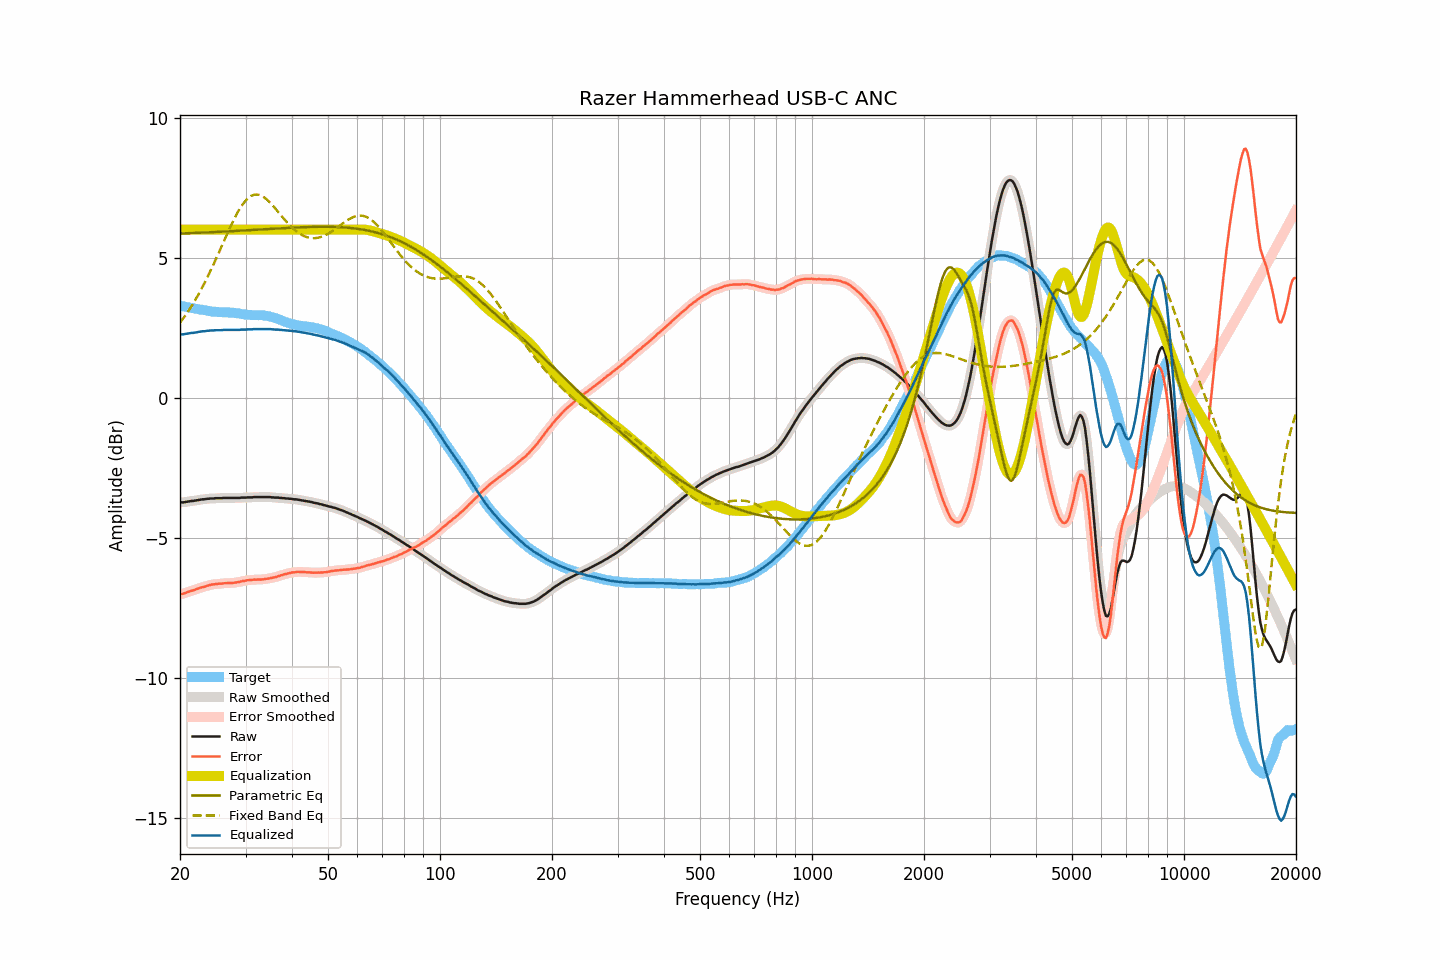 Razer Hammerhead USB-C ANC
10
5
0
−5
−10
−15
Amplitude (dBr)
Target
Raw Smoothed
Error Smoothed
Raw
Error
Equalization
Parametric Eq
Fixed Band Eq
Equalized
20 50 100 200 500 1000 2000 5000 10000 20000
Frequency (Hz)